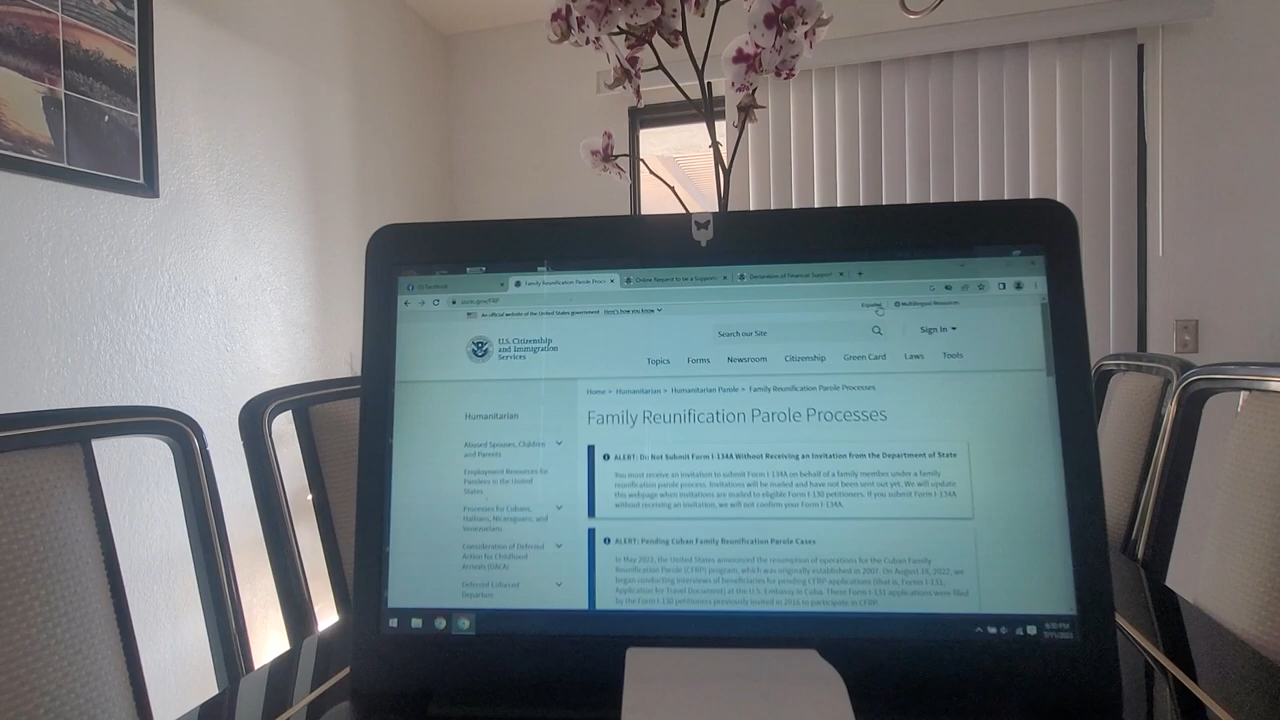 (1) Facebook
Family Reunification Parole Proce
Online Request to be a Support
Declaration of Financial Support
uscis.gov/FRP
An official website of the United States government Here's how you know
Español
Multilingual Resources
U.S. Citizenship
and Immigration
Services
Search our Site
Sign In
Topics Forms Newsroom Citizenship Green Card Laws Tools
Home > Humanitarian > Humanitarian Parole > Family Reunification Parole Processes
Humanitarian
Abused Spouses, Children
and Parents
Employment Resources for
Parolees in the United
States
Processes for Cubans,
Haitians, Nicaraguans, and
Venezuelans
Consideration of Deferred
Action for Childhood
Arrivals (DACA)
Deferred Enforced
Departure
Family Reunification Parole Processes
ALERT: Do Not Submit Form I-134A Without Receiving an Invitation from the Department of State
You must receive an invitation to submit Form I-134A on behalf of a family member under a family
reunification parole process. Invitations will be mailed and have not been sent out yet. We will update
this webpage when invitations are mailed to eligible Form I-130 petitioners. If you submit Form I-134A
without receiving an invitation, we will not confirm your Form I-134A.
ALERT: Pending Cuban Family Reunification Parole Cases
In May 2023, the United States announced the resumption of operations for the Cuban Family
Reunification Parole (CFRP) program, which was originally established in 2007. On August 18, 2022, we
began conducting interviews of beneficiaries for pending CFRP applications (that is, Forms I-131,
Application for Travel Document) at the U.S. Embassy in Cuba. These Form I-131 applications were filed
by the Form I-130 petitioners previously invited in 2016 to participate in CFRP.
6:30 PM
7/11/2023